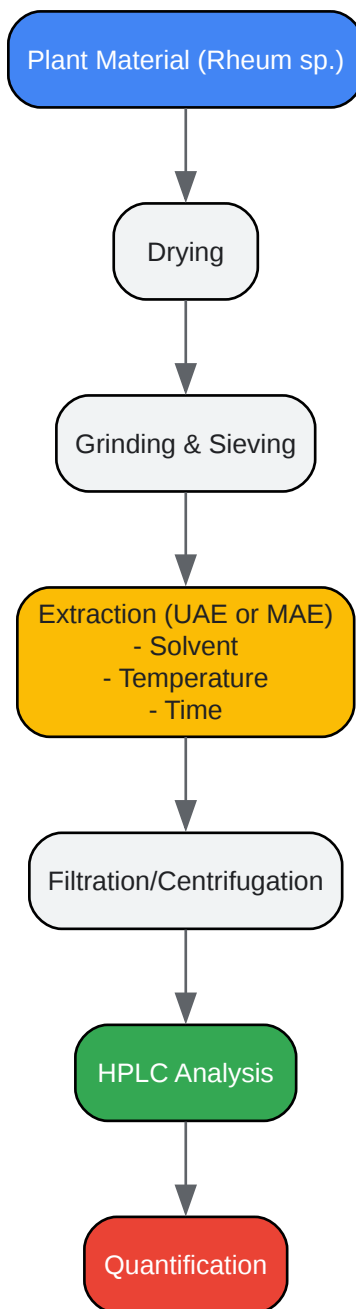 Plant Material (Rheum sp.)
Drying
Grinding & Sieving
Extraction (UAE or MAE)
- Solvent
- Temperature
- Time
Filtration/Centrifugation
HPLC Analysis
Quantification